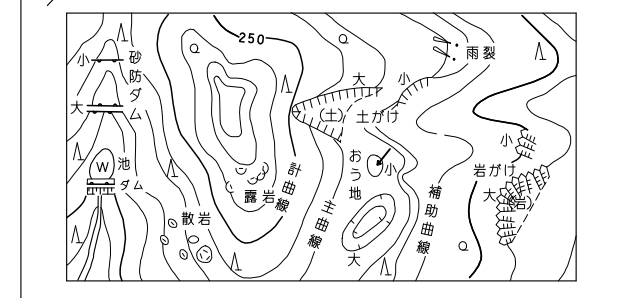 250
小
砂防ダム
大
W
池
ダム
散岩
露岩
計曲線
主曲線
大
小
(土)
土がけ
雨裂
おう地
小
大
補助曲線
小
岩がけ
大
(岩)